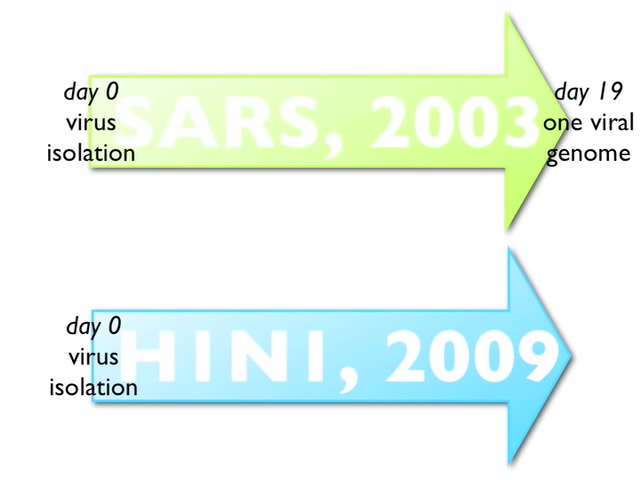 day 0
virus
isolation
SARS, 2003
day 19
one viral
genome
day 0
virus
isolation
H1N1, 2009